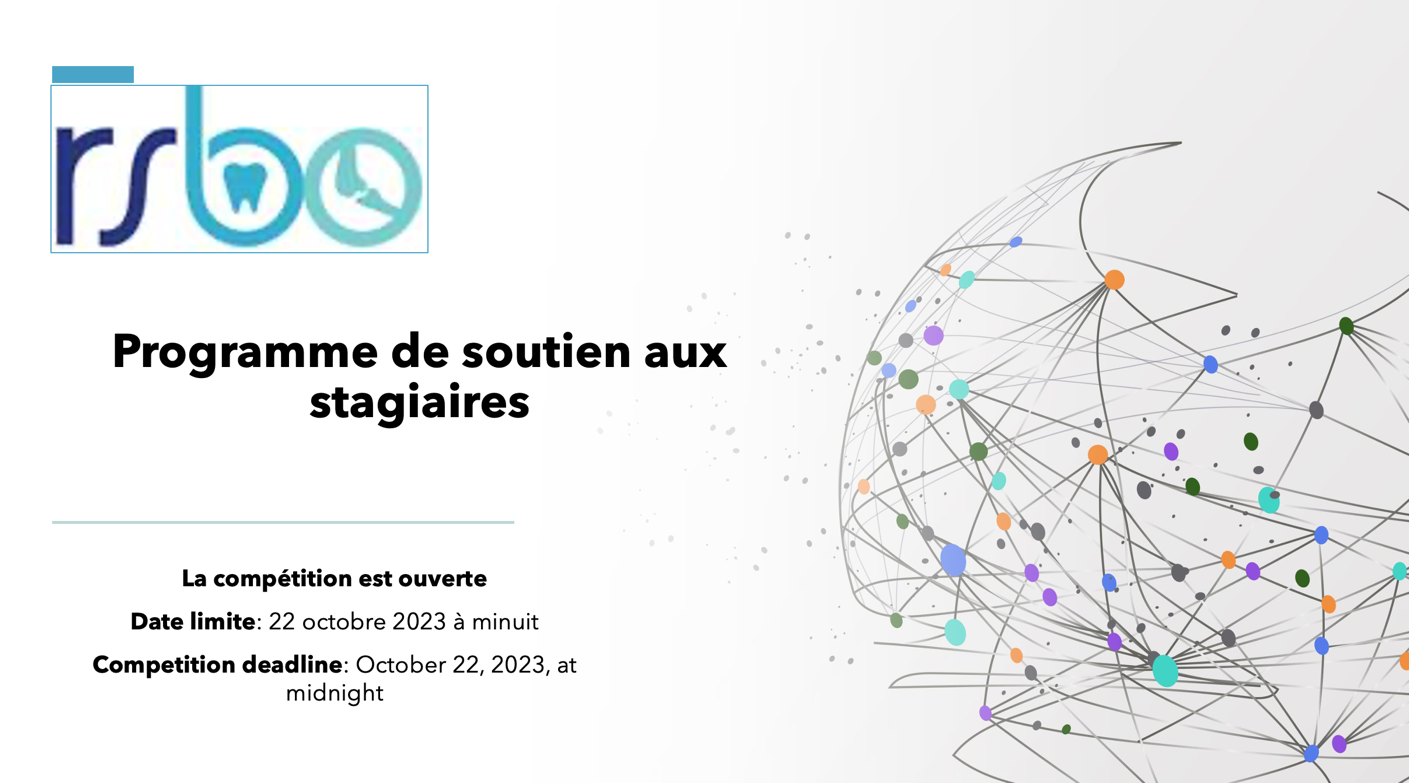 rsbo
Programme de soutien aux
stagiaires
La compétition est ouverte
Date limite: 22 octobre 2023 à minuit
Competition deadline: October 22, 2023, at
midnight